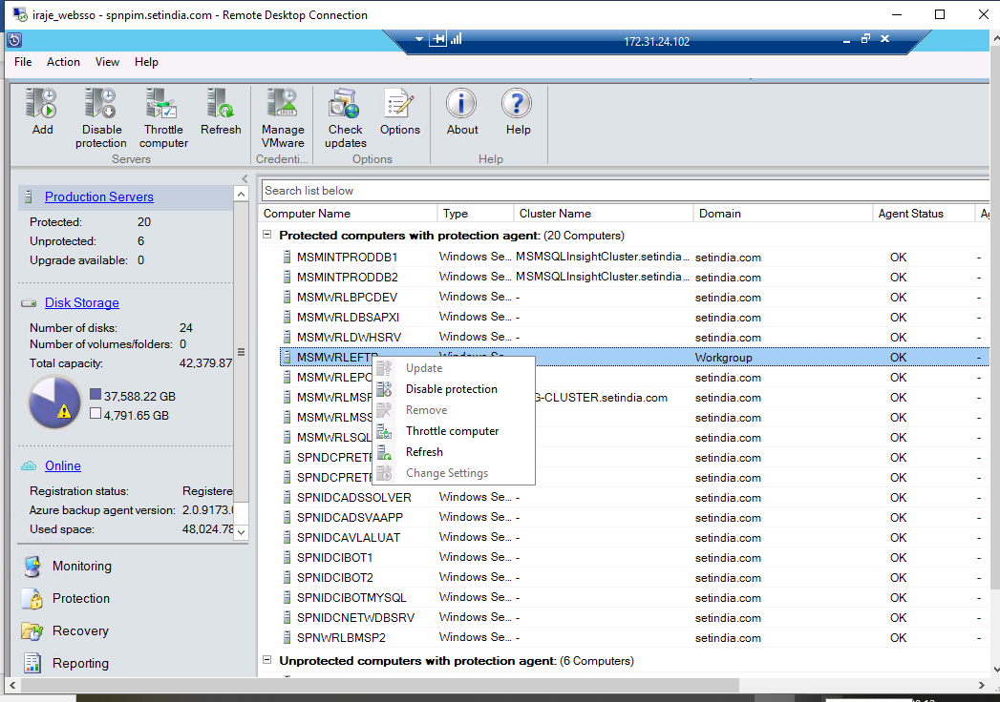 iraje_websso - spnpim.setindia.com - Remote Desktop Connection
172.31.24.102
File Action View Help
Add
Disable protection
Throttle computer
Refresh
Servers
Manage VMware
Credenti...
Check updates
Options
Options
About
Help
Help
Production Servers
Protected: 20
Unprotected: 6
Upgrade available: 0
Disk Storage
Number of disks: 24
Number of volumes/folders: 0
Total capacity: 42,379.87
37,588.22 GB
4,791.65 GB
Online
Registration status: Registere
Azure backup agent version: 2.0.9173.0
Used space: 48,024.78
Monitoring
Protection
Recovery
Reporting
Search list below
Computer Name Type Cluster Name Domain Agent Status
Protected computers with protection agent: (20 Computers)
MSMINTPRODDB1 Windows Se... MSMSQLInsightCluster.setindia... setindia.com OK -
MSMINTPRODDB2 Windows Se... MSMSQLInsightCluster.setindia... setindia.com OK -
MSMWRLBPCDEV Windows Se... - setindia.com OK -
MSMWRLDBSAPXI Windows Se... - setindia.com OK -
MSMWRLDWHSRV Windows Se... - setindia.com OK -
MSMWRLEFTP Windows Se... Workgroup OK -
MSMWRLEPC setindia.com OK -
MSMWRLMSF G-CLUSTER.setindia.com setindia.com OK -
MSMWRLMSS setindia.com OK -
MSMWRLSQL setindia.com OK -
SPNDCPRETF setindia.com OK -
SPNDCPRETF setindia.com OK -
SPNIDCADSSOLVER Windows Se... - setindia.com OK -
SPNIDCADSVAAPP Windows Se... - setindia.com OK -
SPNIDCAVLALUAT Windows Se... - setindia.com OK -
SPNIDCIBOT1 Windows Se... - setindia.com OK -
SPNIDCIBOT2 Windows Se... - setindia.com OK -
SPNIDCIBOTMYSQL Windows Se... - setindia.com OK -
SPNIDCNETWDBSRV Windows Se... - setindia.com OK -
SPNWRLBMSP2 Windows Se... - setindia.com OK -
Unprotected computers with protection agent: (6 Computers)
Update
Disable protection
Remove
Throttle computer
Refresh
Change Settings